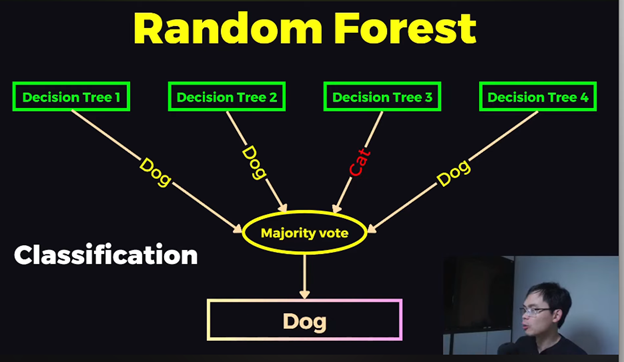 Random Forest
Decision Tree 1
Decision Tree 2
Decision Tree 3
Decision Tree 4
Dog
Dog
Cat
Dog
Majority vote
Classification
Dog